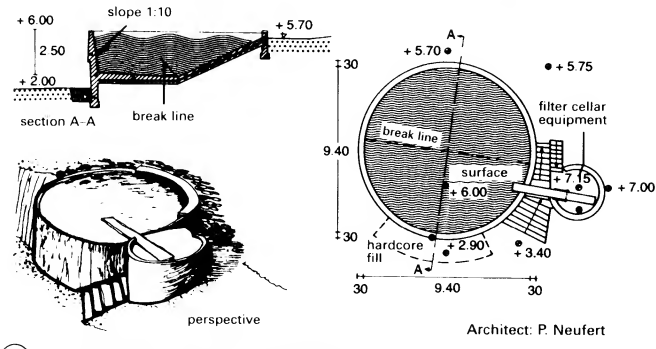 slope 1:10
+ 6.00
+ 5.70
2.50
+ 2.00
section A–A
break line
perspective
A
+ 5.70
30
+ 5.75
filter cellar
equipment
break line
9.40
surface
+ 7.15
+ 7.00
+ 6.00
30
hardcore
fill
+ 2.90
+ 3.40
A
30
9.40
30
Architect: P. Neufert